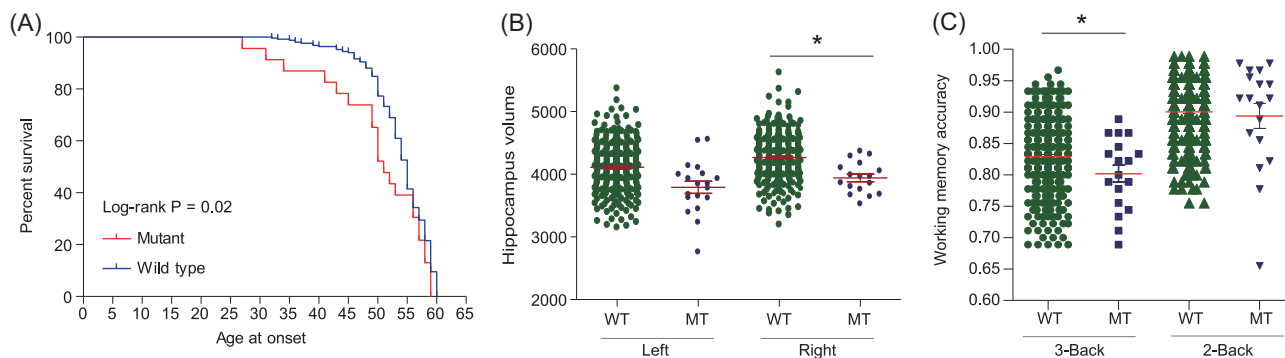 (A)
100
80
60
40
20
0
Percent survival
Log-rank P = 0.02
Mutant
Wild type
0 5 10 15 20 25 30 35 40 45 50 55 60 65
Age at onset
(B)
6000
5000
4000
3000
2000
Hippocampus volume
*
WT MT WT MT
Left Right
(C)
1.00
0.95
0.90
0.85
0.80
0.75
0.70
0.65
0.60
Working memory accuracy
*
WT MT WT MT
3-Back 2-Back